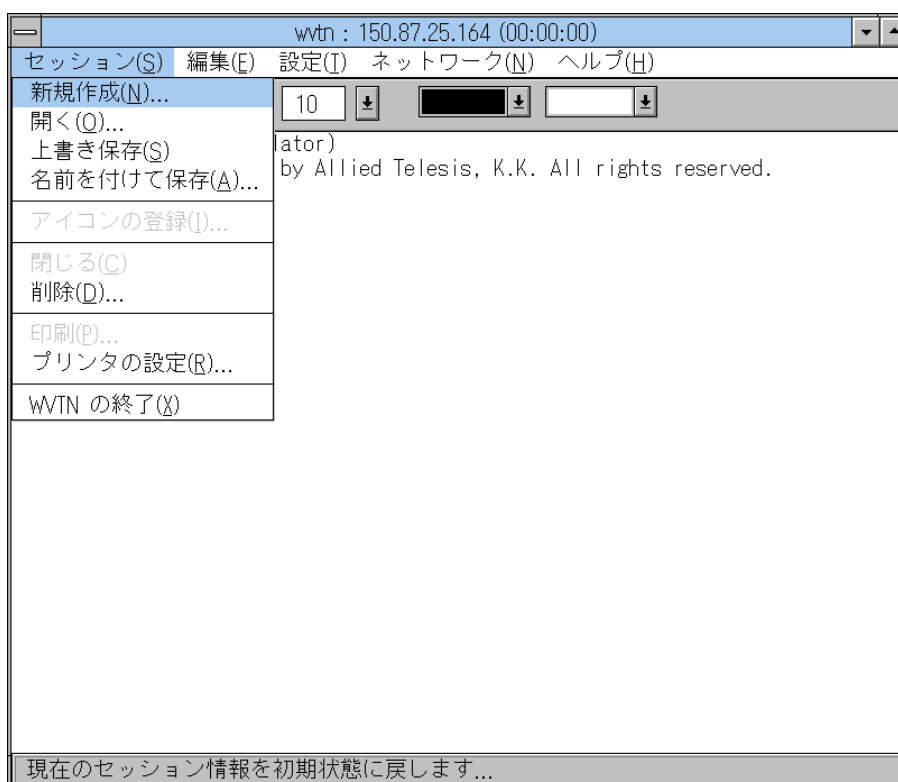 wvtn : 150.87.25.164 (00:00:00)
セッション(S) 編集(E) 設定(T) ネットワーク(N) ヘルプ(H)
新規作成(N)...
開く(O)...
上書き保存(S)
名前を付けて保存(A)...
アイコンの登録(I)...
閉じる(C)
削除(D)...
印刷(P)...
プリンタの設定(R)...
WVTN の終了(X)
10
lator)
by Allied Telesis, K.K. All rights reserved.
現在のセッション情報を初期状態に戻します...